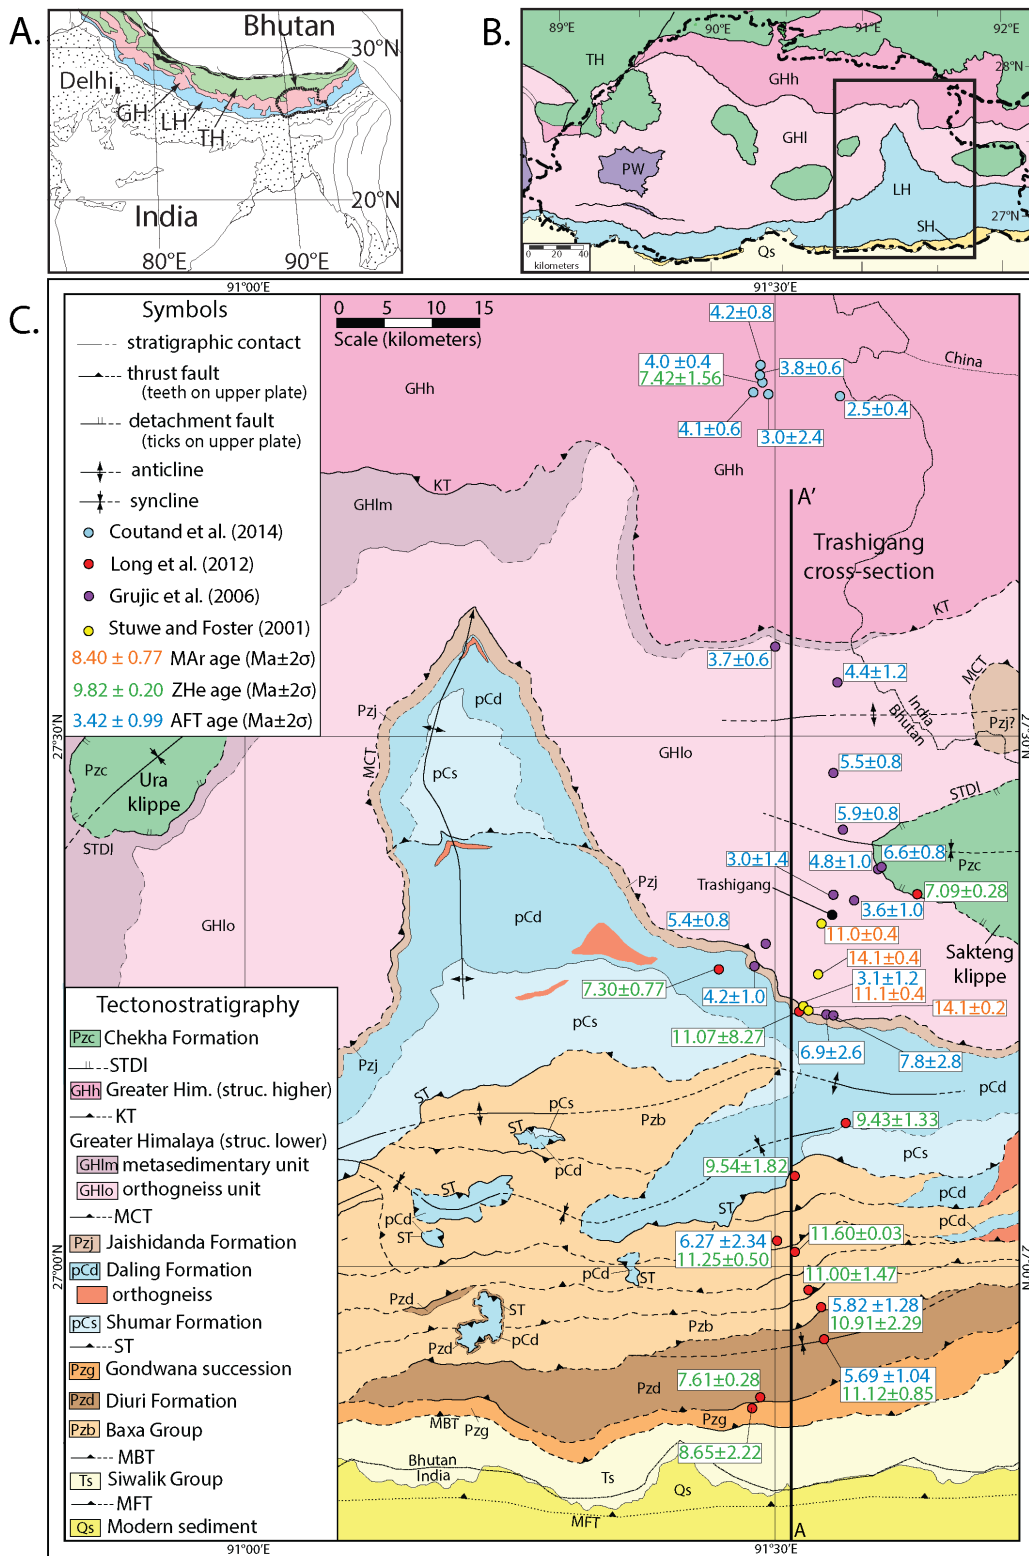 A.
Bhutan
30°N
Delhi
GH
LH
TH
20°N
India
80°E
90°E
B.
89°E
90°E
91°E
92°E
TH
GHh
28°N
GHl
PW
LH
27°N
SH
Qs
0 20 40
kilometers
C.
91°00'E
91°30'E
Symbols
stratigraphic contact
thrust fault
(teeth on upper plate)
detachment fault
(ticks on upper plate)
anticline
syncline
Coutand et al. (2014)
Long et al. (2012)
Grujic et al. (2006)
Stuwe and Foster (2001)
8.40 ± 0.77 MAr age (Ma±2σ)
9.82 ± 0.20 ZHe age (Ma±2σ)
3.42 ± 0.99 AFT age (Ma±2σ)
0 5 10 15
Scale (kilometers)
4.2±0.8
China
4.0 ±0.4
7.42±1.56
3.8±0.6
GHh
2.5±0.4
4.1±0.6
3.0±2.4
GHh
KT
GHlm
A'
Trashigang
cross-section
KT
3.7±0.6
4.4±1.2
MCT
pCd
Pzj
India
Bhutan
Pzj?
27°30'N
27°30'N
MCT
GHlo
Pzc
Ura
klippe
pCs
5.5±0.8
STDI
5.9±0.8
STDI
3.0±1.4
4.8±1.0
6.6±0.8
Pzc
Pzj
Trashigang
7.09±0.28
pCd
5.4±0.8
3.6±1.0
GHlo
11.0±0.4
Sakteng
klippe
14.1±0.4
7.30±0.77
4.2±1.0
3.1±1.2
11.1±0.4
14.1±0.2
pCs
11.07±8.27
6.9±2.6
7.8±2.8
Pzj
ST
pCd
pCs
Pzb
ST
9.43±1.33
pCd
pCs
9.54±1.82
ST
pCd
pCd
ST
ST
pCd
6.27 ±2.34
11.25±0.50
11.60±0.03
27°00'N
27°00'N
pCd
ST
11.00±1.47
Pzd
ST
5.82 ±1.28
10.91±2.29
pCd
Pzb
Pzd
7.61±0.28
Pzd
5.69 ±1.04
11.12±0.85
MBT
Pzg
Pzg
8.65±2.22
Bhutan
India
Ts
Qs
MFT
A
Tectonostratigraphy
Pzc Chekha Formation
STDI
GHh Greater Him. (struc. higher)
KT
Greater Himalaya (struc. lower)
GHlm metasedimentary unit
GHlo orthogneiss unit
MCT
Pzj Jaishidanda Formation
pCd Daling Formation
orthogneiss
pCs Shumar Formation
ST
Pzg Gondwana succession
Pzd Diuri Formation
Pzb Baxa Group
MBT
Ts Siwalik Group
MFT
Qs Modern sediment
91°00'E
91°30'E